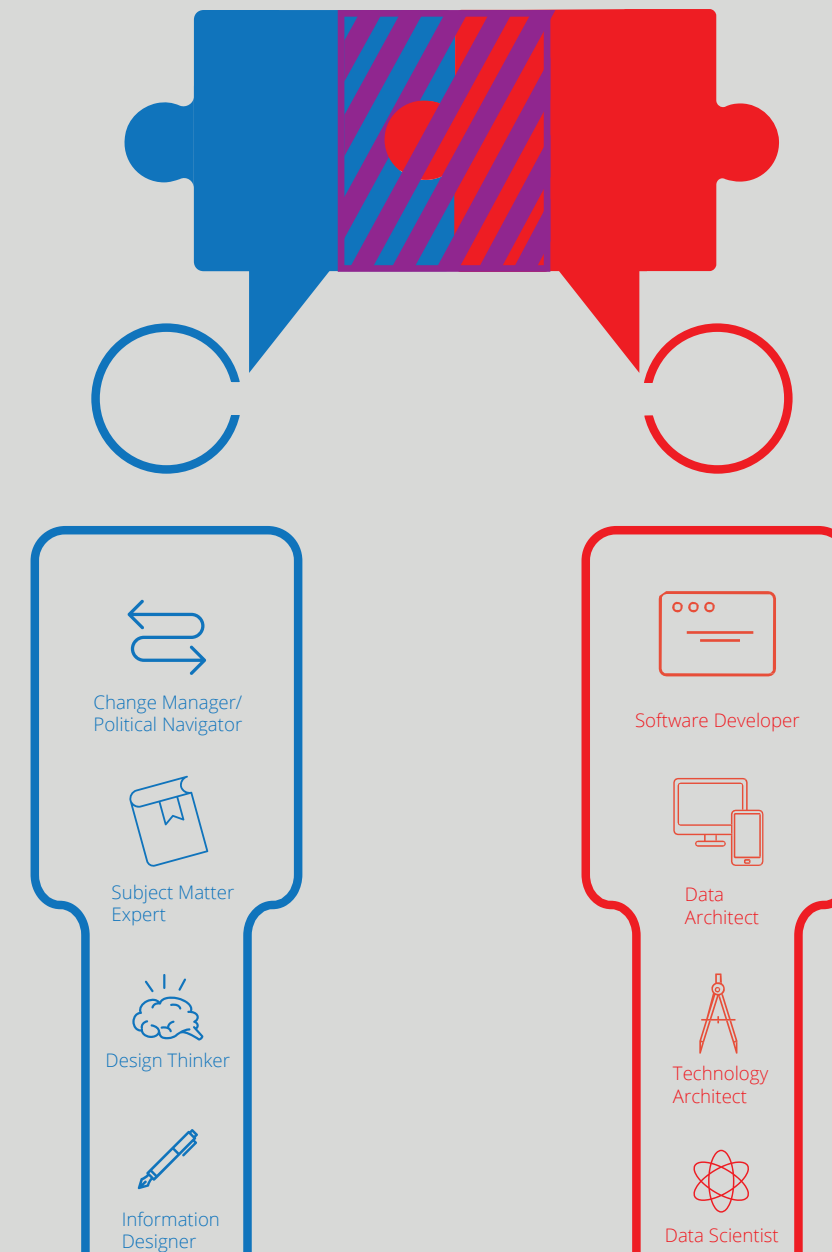 Change Manager/
Political Navigator
Subject Matter
Expert
Design Thinker
Information
Designer
Software Developer
Data
Architect
Technology
Architect
Data Scientist